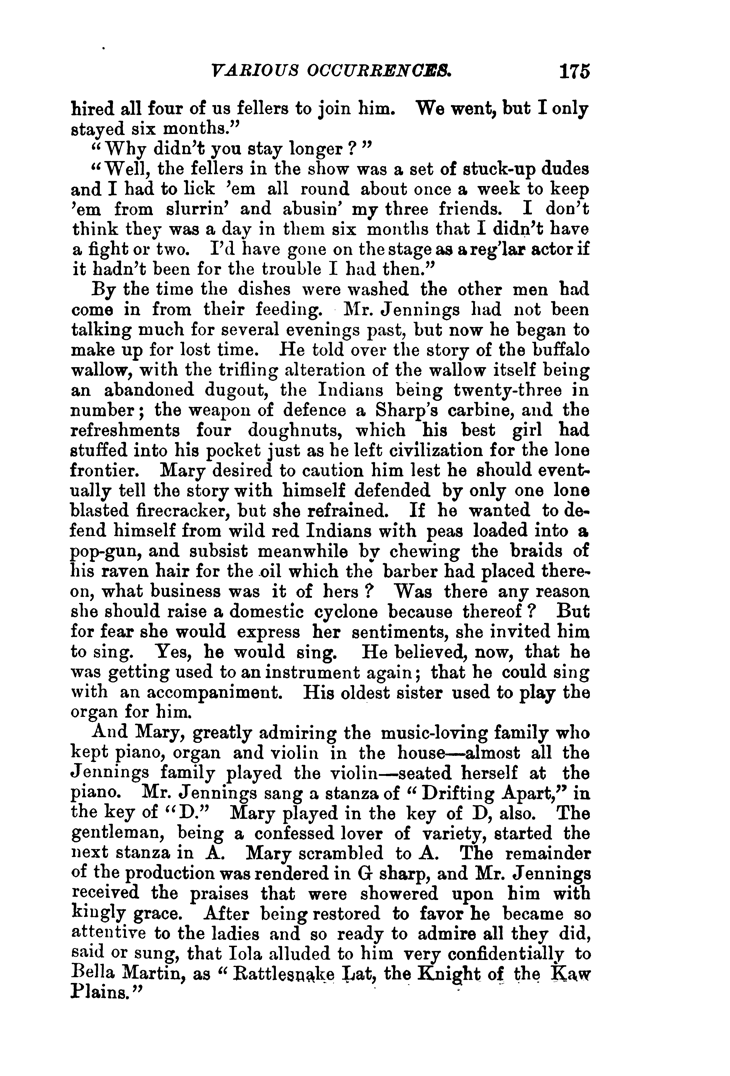 VARIOUS OCCURRENCES. 175
hired all four of us fellers to join him. We went, but I only
stayed six months."
"Why didn't you stay longer?"
"Well, the fellers in the show was a set of stuck-up dudes
and I had to lick 'em all round about once a week to keep
'em from slurrin' and abusin' my three friends. I don't
think they was a day in them six months that I didn't have
a fight or two. I'd have gone on the stage as a reg'lar actor if
it hadn't been for the trouble I had then."
By the time the dishes were washed the other men had
come in from their feeding. Mr. Jennings had not been
talking much for several evenings past, but now he began to
make up for lost time. He told over the story of the buffalo
wallow, with the trifling alteration of the wallow itself being
an abandoned dugout, the Indians being twenty-three in
number; the weapon of defence a Sharp's carbine, and the
refreshments four doughnuts, which his best girl had
stuffed into his pocket just as he left civilization for the lone
frontier. Mary desired to caution him lest he should event-
ually tell the story with himself defended by only one lone
blasted firecracker, but she refrained. If he wanted to de-
fend himself from wild red Indians with peas loaded into a
pop-gun, and subsist meanwhile by chewing the braids of
his raven hair for the oil which the barber had placed there-
on, what business was it of hers? Was there any reason
she should raise a domestic cyclone because thereof? But
for fear she would express her sentiments, she invited him
to sing. Yes, he would sing. He believed, now, that he
was getting used to an instrument again; that he could sing
with an accompaniment. His oldest sister used to play the
organ for him.
And Mary, greatly admiring the music-loving family who
kept piano, organ and violin in the house—almost all the
Jennings family played the violin—seated herself at the
piano. Mr. Jennings sang a stanza of "Drifting Apart," in
the key of "D." Mary played in the key of D, also. The
gentleman, being a confessed lover of variety, started the
next stanza in A. Mary scrambled to A. The remainder
of the production was rendered in G sharp, and Mr. Jennings
received the praises that were showered upon him with
kingly grace. After being restored to favor he became so
attentive to the ladies and so ready to admire all they did,
said or sung, that Iola alluded to him very confidentially to
Bella Martin, as "Rattlesnake Lat, the Knight of the Kaw
Plains."